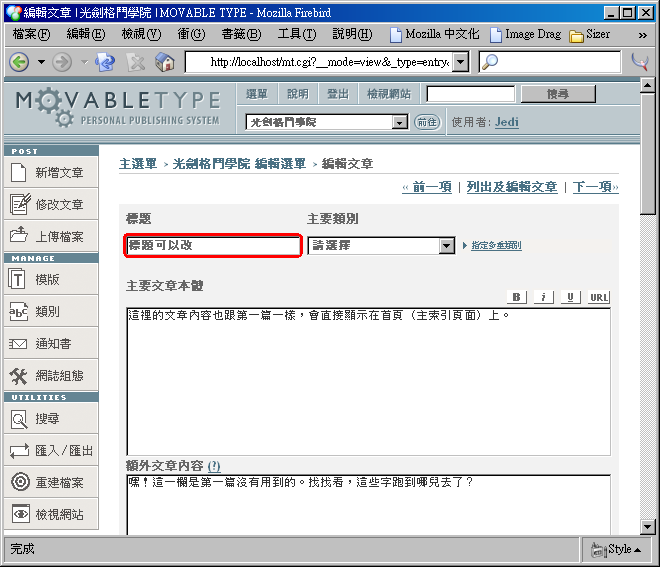 編輯文章 | 光劍格鬥學院 | MOVABLE TYPE - Mozilla Firebird
檔案(F) 編輯(E) 檢視(V) 衝(G) 書籤(B) 工具(T) 說明(H) Mozilla 中文化 Image Drag Sizer »
http://localhost/mt.cgi?__mode=view&_type=entry&
MOVABLETYPE
PERSONAL PUBLISHING SYSTEM
選單 說明 登出 檢視網站 搜尋
光劍格鬥學院 前往 使用者: Jedi
POST
新增文章
修改文章
上傳檔案
MANAGE
模版
類別
通知書
網誌組態
UTILITIES
搜尋
匯入/匯出
重建檔案
檢視網站
主選單 > 光劍格鬥學院 編輯選單 > 編輯文章
« 前一項 | 列出及編輯文章 | 下一項»
標題 主要類別
標題可以改 請選擇 指定多重類別
主要文章本體
B i U URL
這裡的文章內容也跟第一篇一樣，會直接顯示在首頁（主索引頁面）上。
額外文章內容 (?)
嘿！這一欄是第一篇沒有用到的。找找看，這些字跑到哪兒去了？
完成 Style